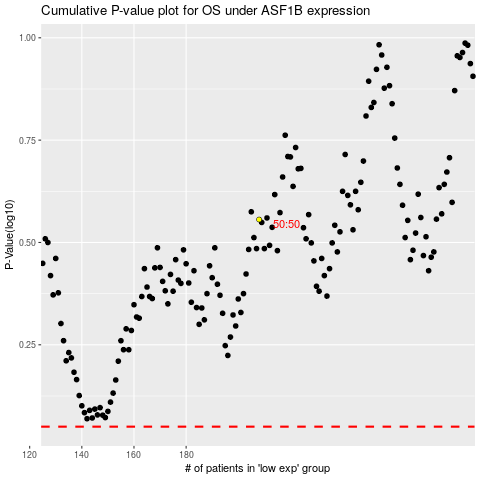 Cumulative P-value plot for OS under ASF1B expression
P-Value(log10)
1.00
0.75
0.50
0.25
50:50
120 140 160 180
# of patients in 'low exp' group